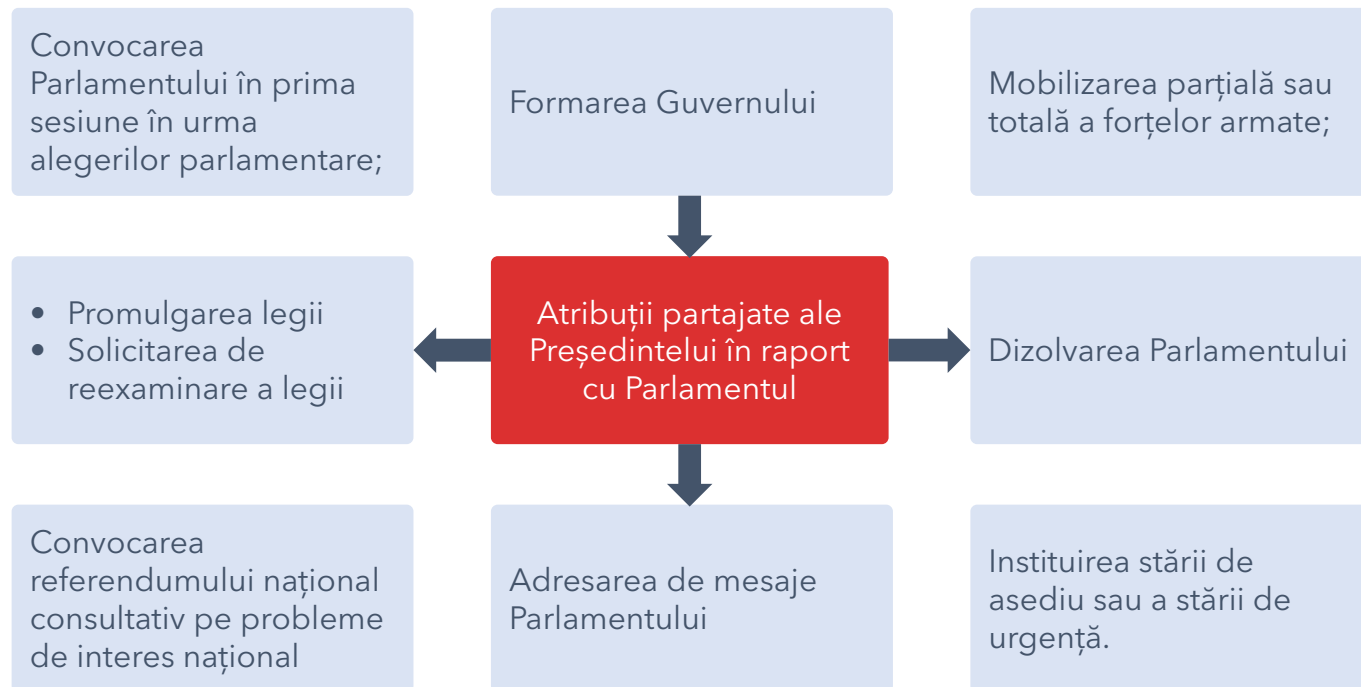 Convocarea
Parlamentului în prima
sesiune în urma
alegerilor parlamentare;
Formarea Guvernului
Mobilizarea parțială sau
totală a forțelor armate;
• Promulgarea legii
• Solicitarea de
reexaminare a legii
Atribuții partajate ale
Președintelui în raport
cu Parlamentul
Dizolvarea Parlamentului
Convocarea
referendumului național
consultativ pe probleme
de interes național
Adresarea de mesaje
Parlamentului
Instituirea stării de
asediu sau a stării de
urgență.